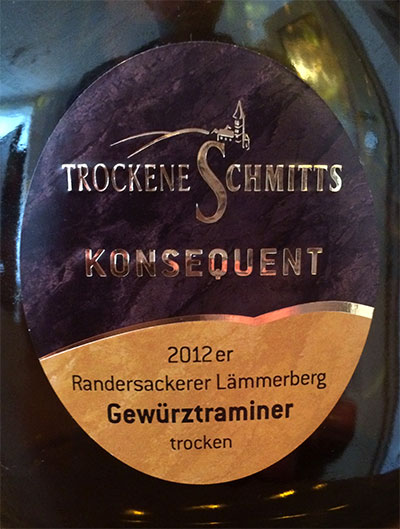 TROCKENE SCHMITTS
KONSEQUENT
2012er
Randersackerer Lämmerberg
Gewürztraminer
trocken